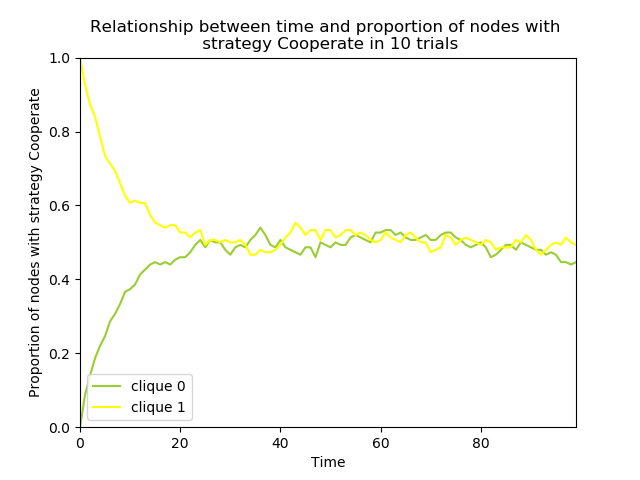 Relationship between time and proportion of nodes with
strategy Cooperate in 10 trials
Proportion of nodes with strategy Cooperate
1.0
0.8
0.6
0.4
0.2
0.0
clique 0
clique 1
0 20 40 60 80
Time